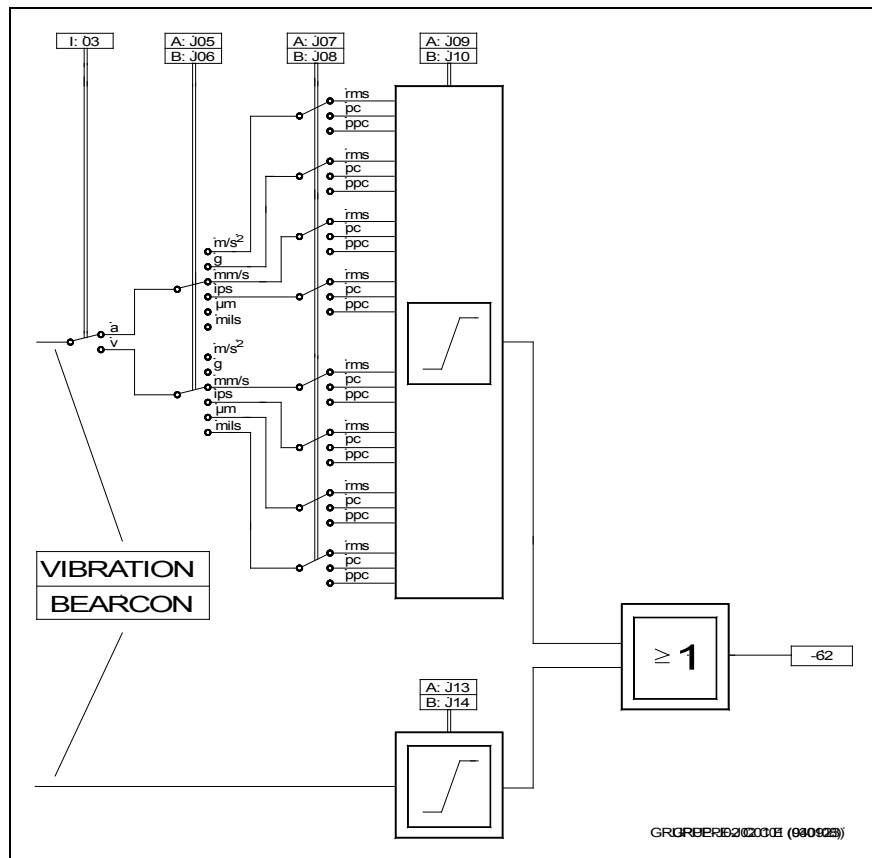 I: 03
A: J05
B: J06
A: J07
B: J08
A: J09
B: J10
rms
pc
ppc
rms
pc
ppc
rms
pc
ppc
rms
pc
ppc
m/s²
g
mm/s
ips
µm
mils
a
v
m/s²
g
mm/s
ips
µm
mils
rms
pc
ppc
rms
pc
ppc
rms
pc
ppc
rms
pc
ppc
VIBRATION
BEARCON
≥ 1
-62
A: J13
B: J14